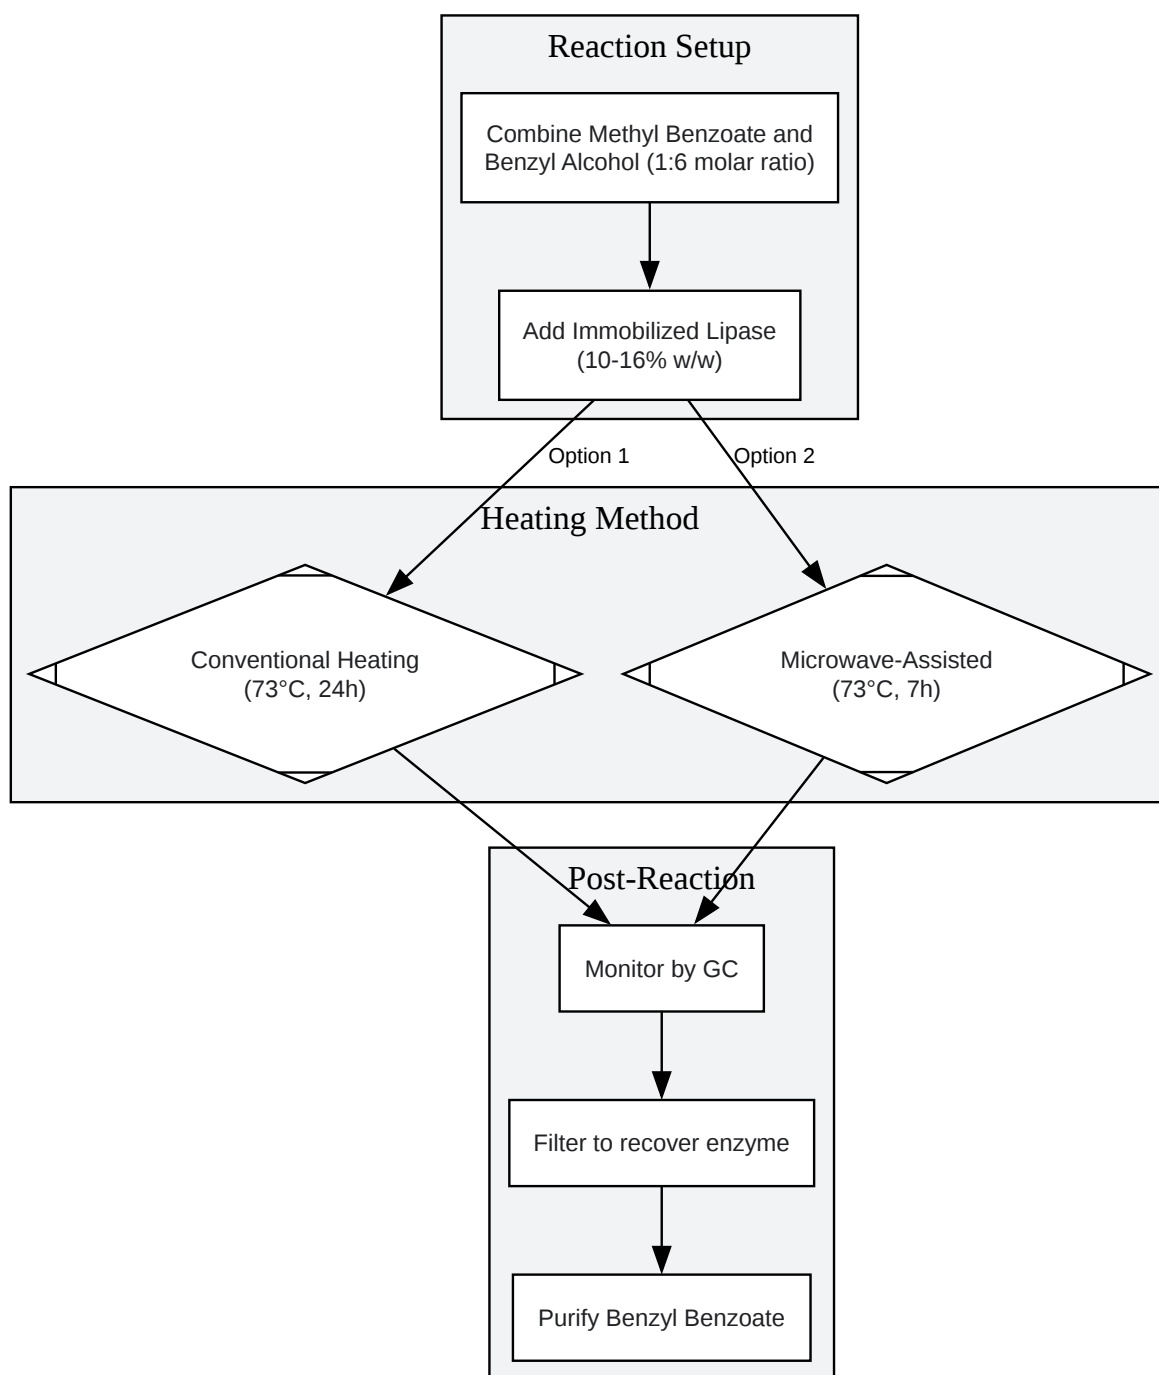 Reaction Setup
Combine Methyl Benzoate and
Benzyl Alcohol (1:6 molar ratio)
Add Immobilized Lipase
(10-16% w/w)
Option 1
Option 2
Heating Method
Conventional Heating
(73°C, 24h)
Microwave-Assisted
(73°C, 7h)
Post-Reaction
Monitor by GC
Filter to recover enzyme
Purify Benzyl Benzoate